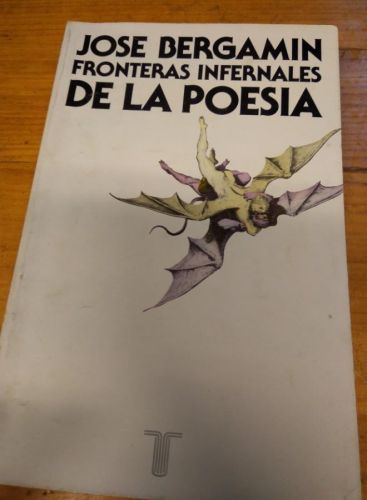 JOSE BERGAMIN
FRONTERAS INFERNALES
DE LA POESIA